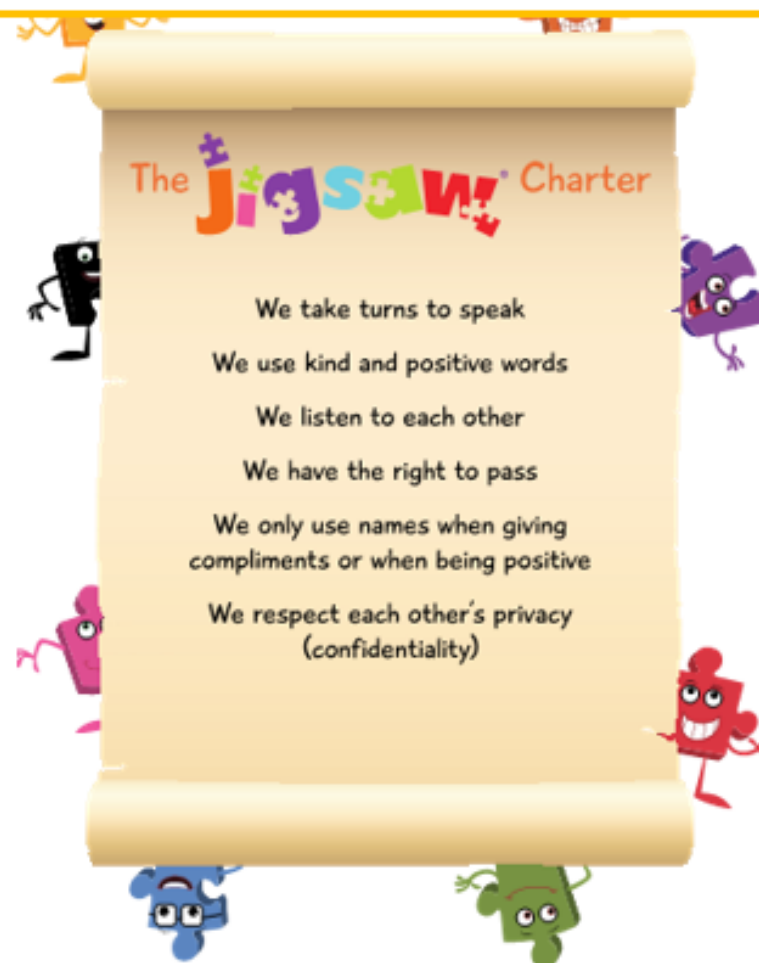 The jigsaw® Charter
We take turns to speak
We use kind and positive words
We listen to each other
We have the right to pass
We only use names when giving
compliments or when being positive
We respect each other's privacy
(confidentiality)